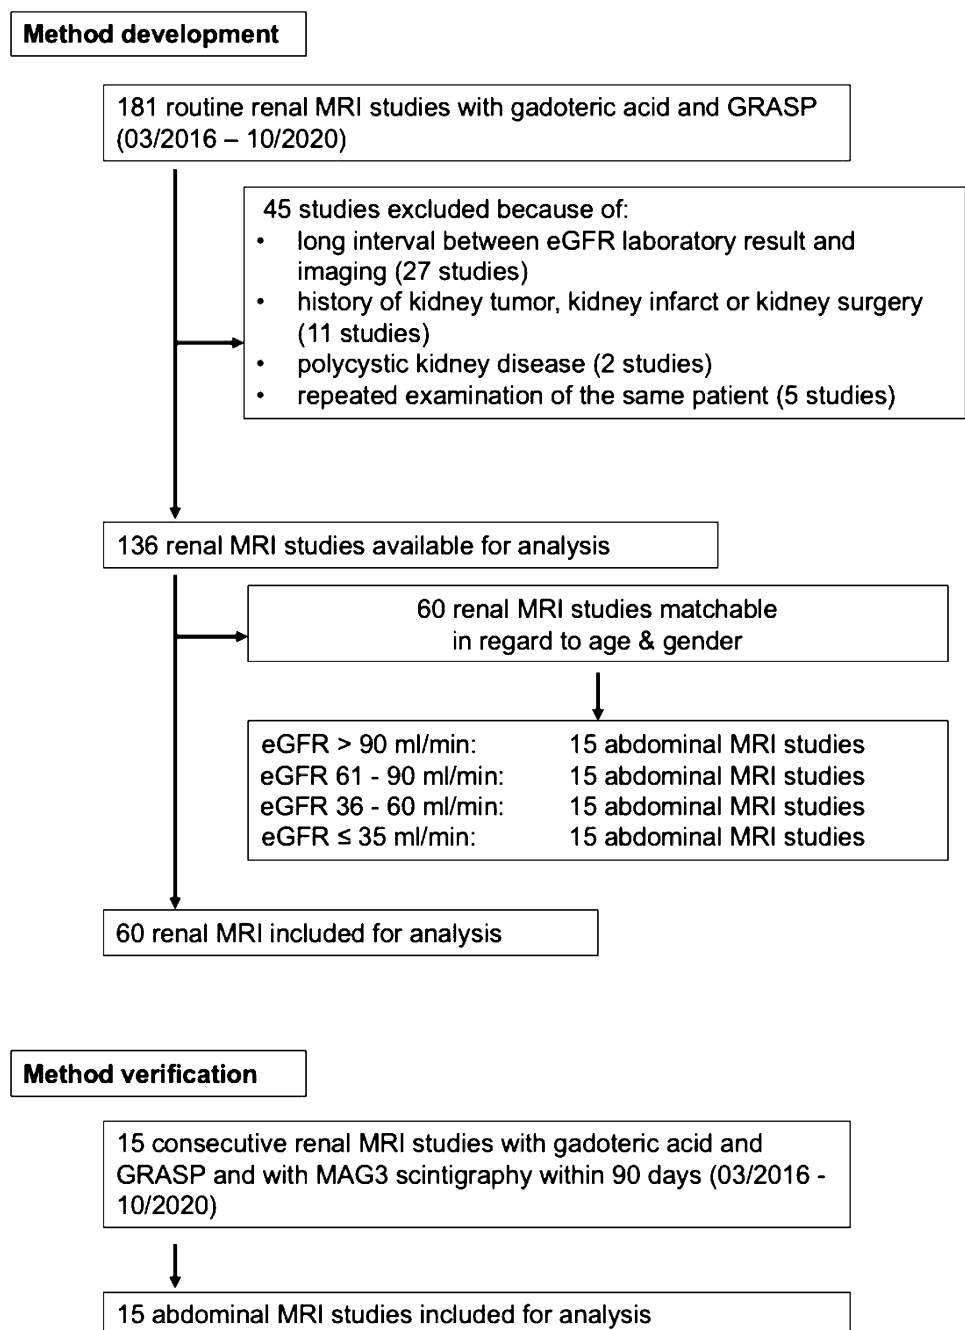 Method development
181 routine renal MRI studies with gadoteric acid and GRASP
(03/2016 – 10/2020)
45 studies excluded because of:
• long interval between eGFR laboratory result and
imaging (27 studies)
• history of kidney tumor, kidney infarct or kidney surgery
(11 studies)
• polycystic kidney disease (2 studies)
• repeated examination of the same patient (5 studies)
136 renal MRI studies available for analysis
60 renal MRI studies matchable
in regard to age & gender
eGFR > 90 ml/min: 15 abdominal MRI studies
eGFR 61 - 90 ml/min: 15 abdominal MRI studies
eGFR 36 - 60 ml/min: 15 abdominal MRI studies
eGFR ≤ 35 ml/min: 15 abdominal MRI studies
60 renal MRI included for analysis
Method verification
15 consecutive renal MRI studies with gadoteric acid and
GRASP and with MAG3 scintigraphy within 90 days (03/2016 -
10/2020)
15 abdominal MRI studies included for analysis